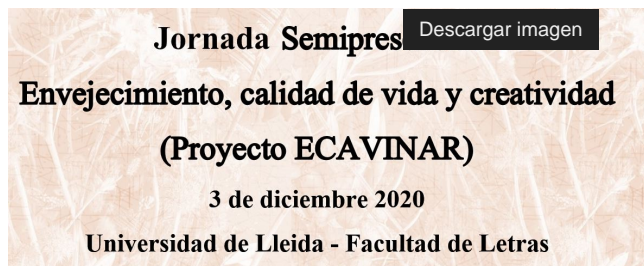 Jornada Semipres
Descargar imagen
Envejecimiento, calidad de vida y creatividad
(Proyecto ECAVINAR)
3 de diciembre 2020
Universidad de Lleida - Facultad de Letras